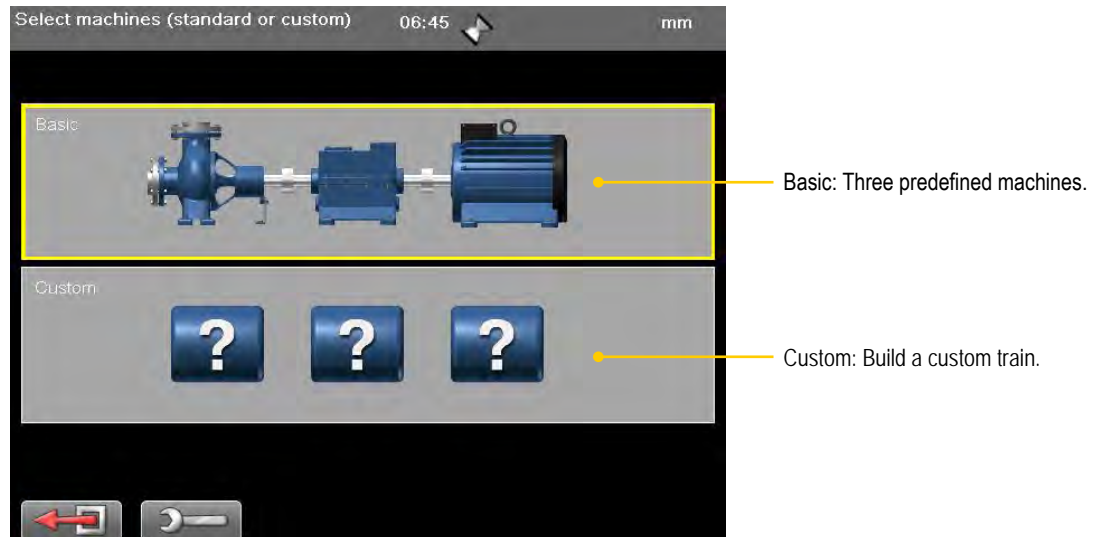 Select machines (standard or custom) 06:45 mm
Basic
Basic: Three predefined machines.
Custom
? ? ?
Custom: Build a custom train.